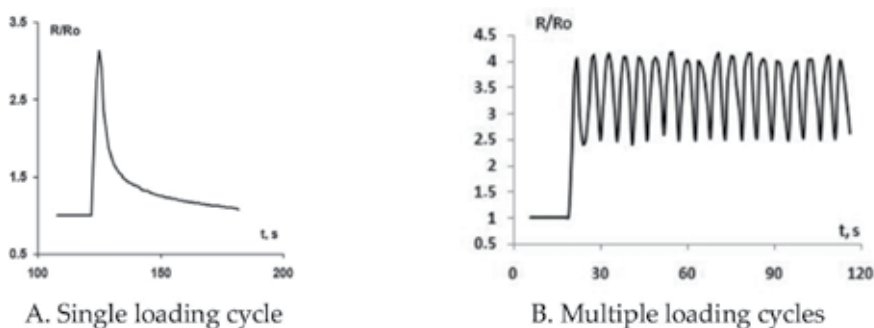 3.5
R/Ro
2.5
1.5
t, s
0.5
100 150 200
A. Single loading cycle
R/Ro
4.5
4
3.5
3
2.5
2
1.5
1
t, s
0.5
0 30 60 90 120
B. Multiple loading cycles